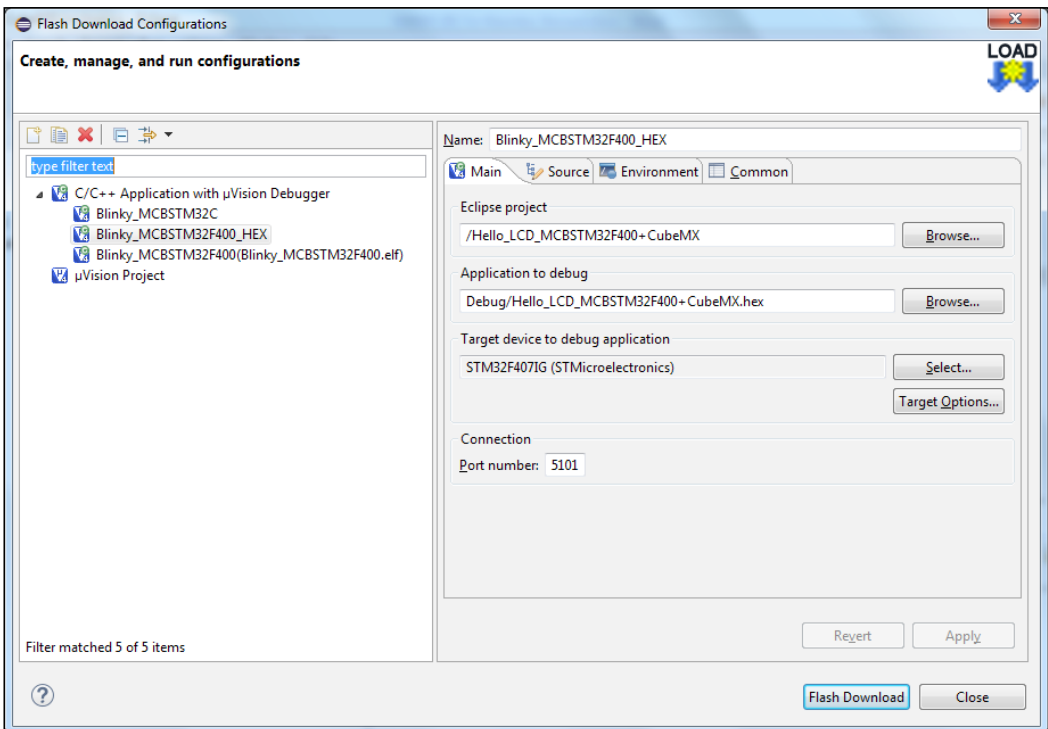 Flash Download Configurations
Create, manage, and run configurations
LOAD
type filter text
C/C++ Application with µVision Debugger
Blinky_MCBSTM32C
Blinky_MCBSTM32F400_HEX
Blinky_MCBSTM32F400(Blinky_MCBSTM32F400.elf)
µVision Project
Filter matched 5 of 5 items
Name: Blinky_MCBSTM32F400_HEX
Main Source Environment Common
Eclipse project
/Hello_LCD_MCBSTM32F400+CubeMX Browse...
Application to debug
Debug/Hello_LCD_MCBSTM32F400+CubeMX.hex Browse...
Target device to debug application
STM32F407IG (STMicroelectronics) Select...
Target Options...
Connection
Port number: 5101
Revert Apply
Flash Download Close